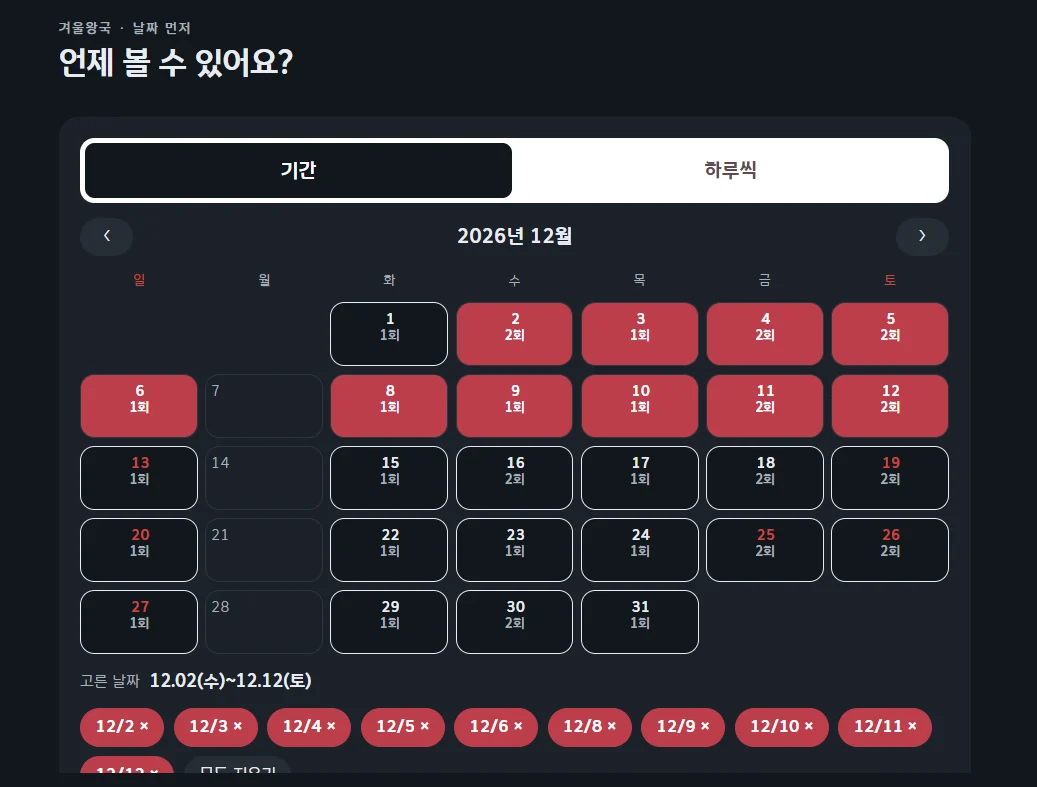 겨울왕국 · 날짜 먼저
언제 볼 수 있어요?
기간 하루씩
‹ 2026년 12월 ›
일 월 화 수 목 금 토
1 2 3 4 5
1회 2회 1회 2회 2회
6 7 8 9 10 11 12
1회 1회 1회 1회 2회 2회
13 14 15 16 17 18 19
1회 1회 2회 1회 2회 2회
20 21 22 23 24 25 26
1회 1회 1회 1회 2회 2회
27 28 29 30 31
1회 1회 2회 1회
고른 날짜 12.02(수)~12.12(토)
12/2 × 12/3 × 12/4 × 12/5 × 12/6 × 12/8 × 12/9 × 12/10 × 12/11 ×
12/12 × 모두 지우기